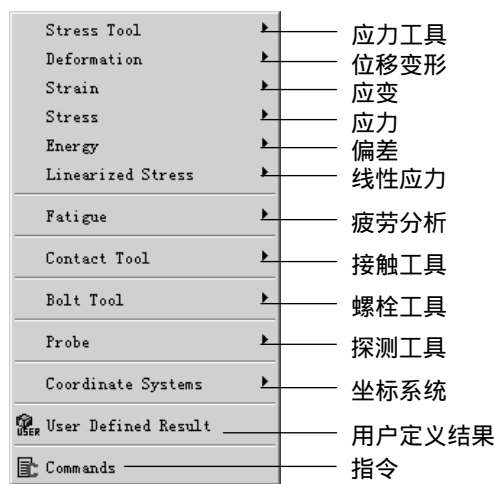 Stress Tool 应力工具
Deformation 位移变形
Strain 应变
Stress 应力
Energy 偏差
Linearized Stress 线性应力
Fatigue 疲劳分析
Contact Tool 接触工具
Bolt Tool 螺栓工具
Probe 探测工具
Coordinate Systems 坐标系统
USER User Defined Result 用户定义结果
Commands 指令